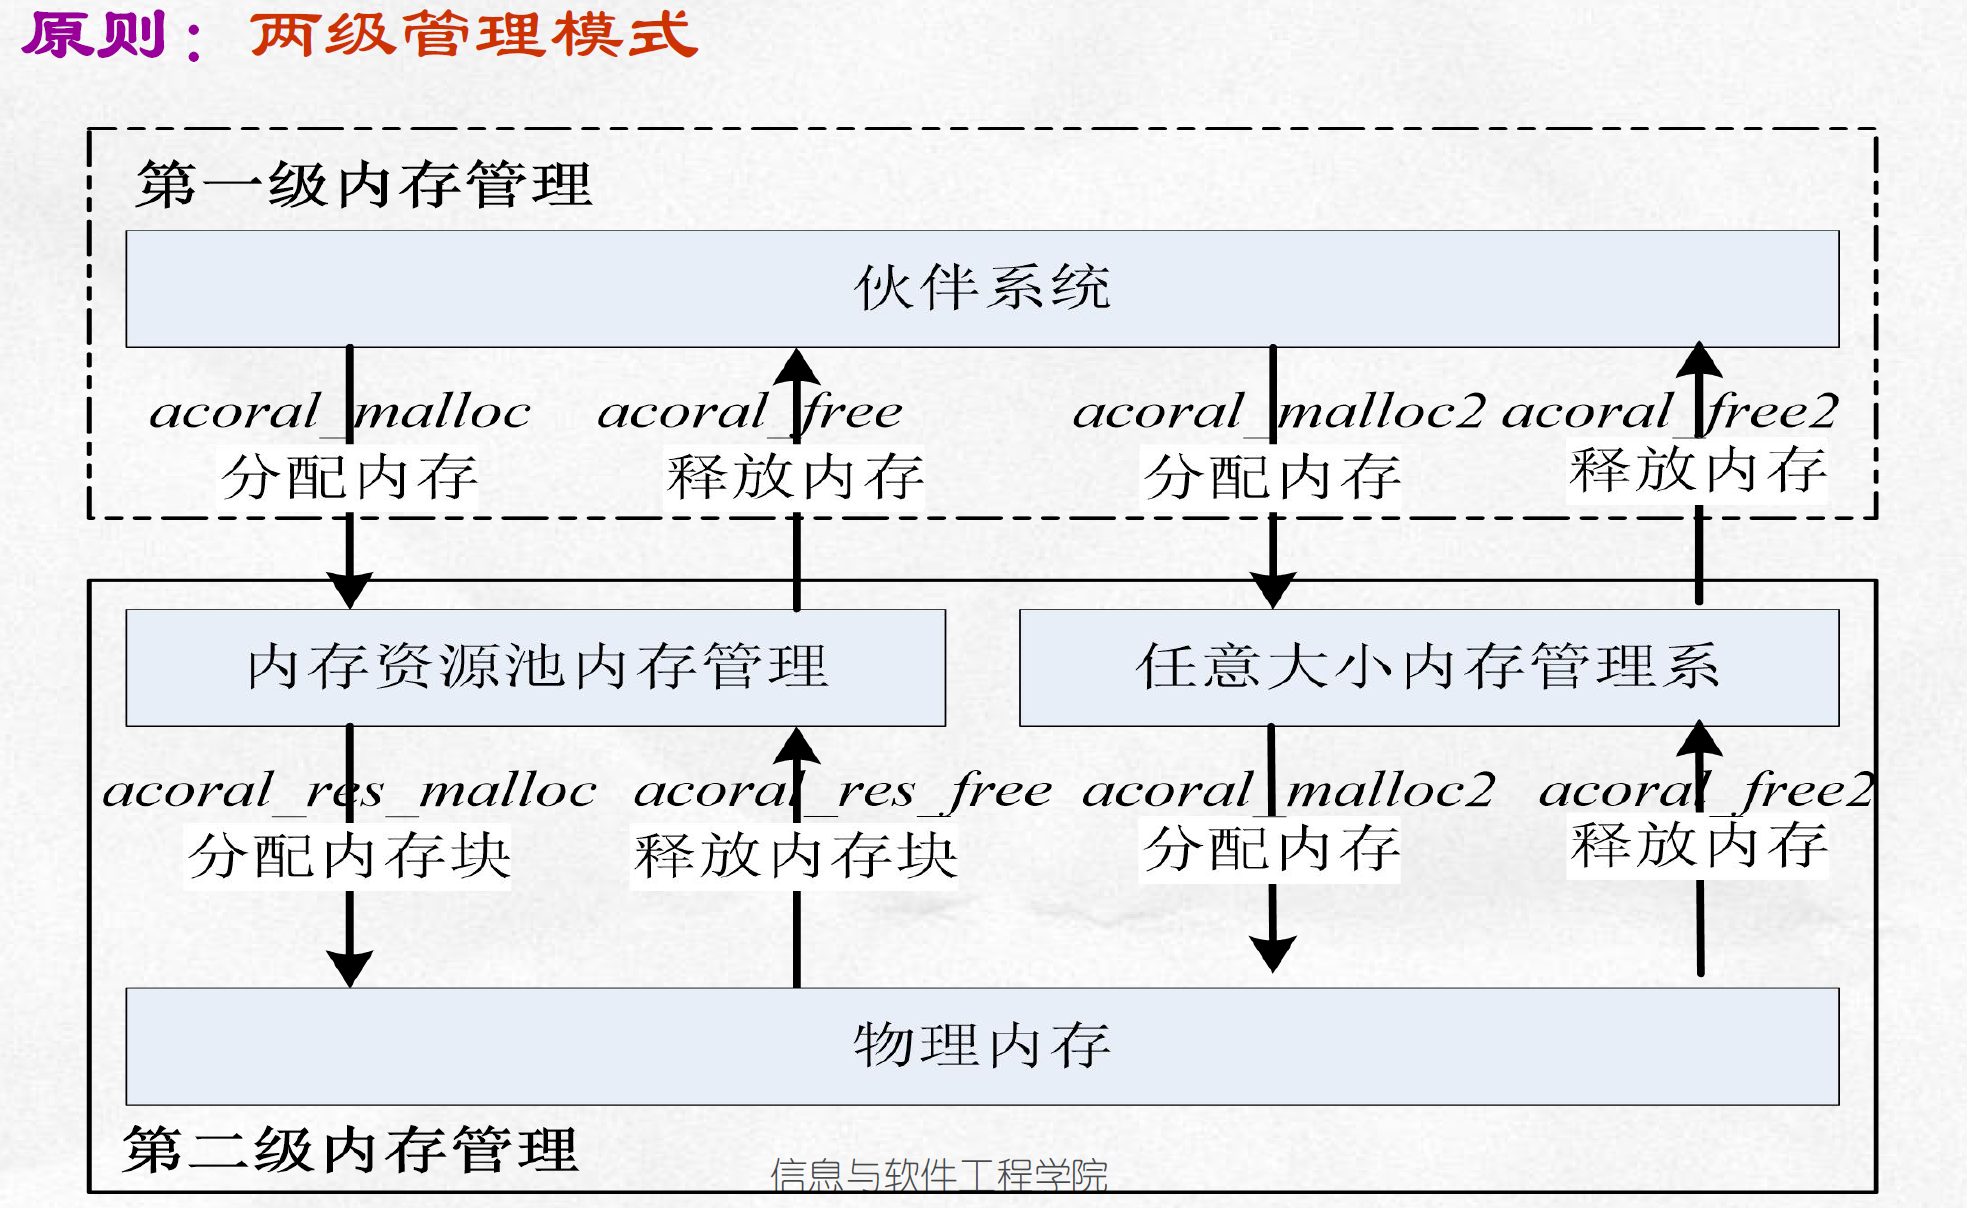 原则：两级管理模式
第一级内存管理
伙伴系统
acoral_malloc
分配内存
acoral_free
释放内存
acoral_malloc2
分配内存
acoral_free2
释放内存
内存资源池内存管理
任意大小内存管理系
acoral_res_malloc
分配内存块
acoral_res_free
释放内存块
acoral_malloc2
分配内存
acoral_free2
释放内存
物理内存
第二级内存管理
信息与软件工程学院